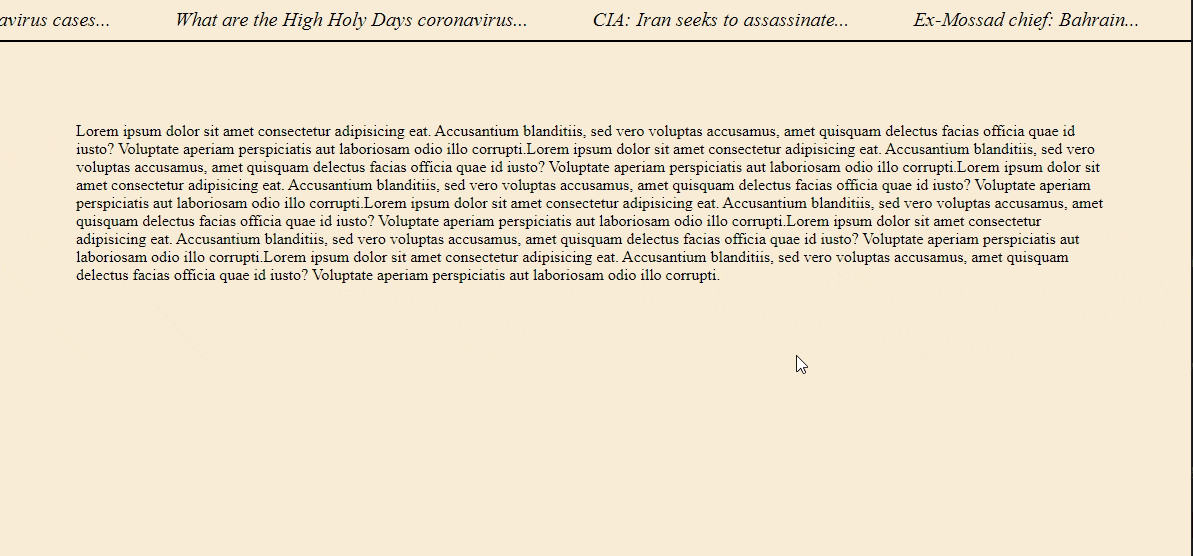 avirus cases... What are the High Holy Days coronavirus... CIA: Iran seeks to assassinate... Ex-Mossad chief: Bahrain...
Lorem ipsum dolor sit amet consectetur adipisicing eat. Accusantium blanditiis, sed vero voluptas accusamus, amet quisquam delectus facias officia quae id
iusto? Voluptate aperiam perspiciatis aut laboriosam odio illo corrupti.Lorem ipsum dolor sit amet consectetur adipisicing eat. Accusantium blanditiis, sed vero
voluptas accusamus, amet quisquam delectus facias officia quae id iusto? Voluptate aperiam perspiciatis aut laboriosam odio illo corrupti.Lorem ipsum dolor sit
amet consectetur adipisicing eat. Accusantium blanditiis, sed vero voluptas accusamus, amet quisquam delectus facias officia quae id iusto? Voluptate aperiam
perspiciatis aut laboriosam odio illo corrupti.Lorem ipsum dolor sit amet consectetur adipisicing eat. Accusantium blanditiis, sed vero voluptas accusamus, amet
quisquam delectus facias officia quae id iusto? Voluptate aperiam perspiciatis aut laboriosam odio illo corrupti.Lorem ipsum dolor sit amet consectetur
adipisicing eat. Accusantium blanditiis, sed vero voluptas accusamus, amet quisquam delectus facias officia quae id iusto? Voluptate aperiam perspiciatis aut
laboriosam odio illo corrupti.Lorem ipsum dolor sit amet consectetur adipisicing eat. Accusantium blanditiis, sed vero voluptas accusamus, amet quisquam
delectus facias officia quae id iusto? Voluptate aperiam perspiciatis aut laboriosam odio illo corrupti.